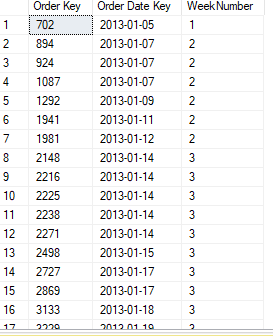 Order Key Order Date Key WeekNumber
1 702 2013-01-05 1
2 894 2013-01-07 2
3 924 2013-01-07 2
4 1087 2013-01-07 2
5 1292 2013-01-09 2
6 1941 2013-01-11 2
7 1981 2013-01-12 2
8 2148 2013-01-14 3
9 2216 2013-01-14 3
10 2225 2013-01-14 3
11 2238 2013-01-14 3
12 2271 2013-01-14 3
13 2498 2013-01-15 3
14 2727 2013-01-17 3
15 2869 2013-01-17 3
16 3133 2013-01-18 3
17 3229 2013-01-19 3